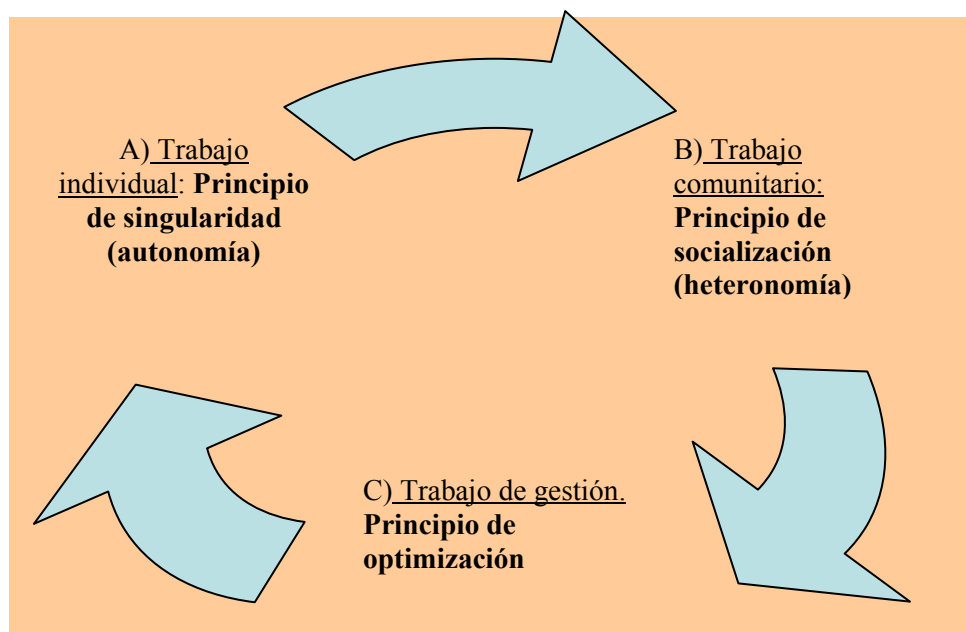 A) Trabajo
individual: Principio
de singularidad
(autonomía)
B) Trabajo
comunitario:
Principio de
socialización
(heteronomía)
C) Trabajo de gestión.
Principio de
optimización